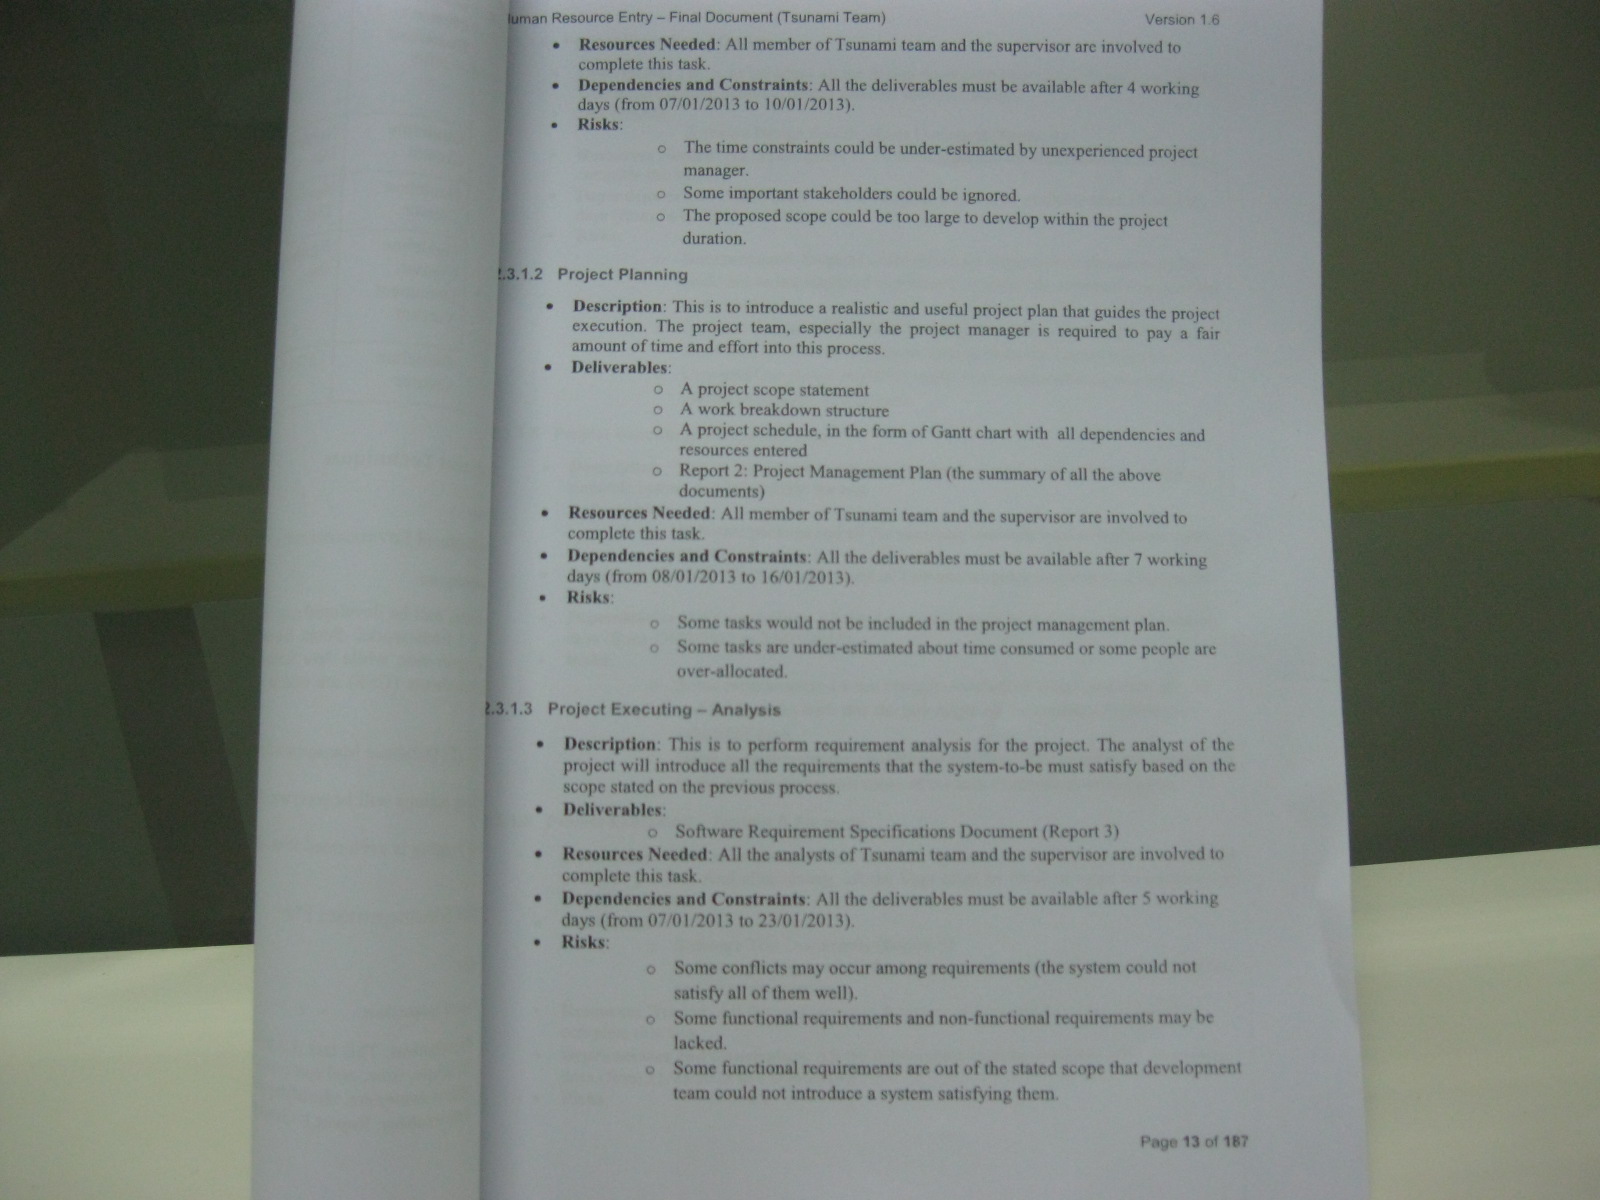 uman Resource Entry – Final Document (Tsunami Team) Version 1.6
• Resources Needed: All member of Tsunami team and the supervisor are involved to
complete this task.
• Dependencies and Constraints: All the deliverables must be available after 4 working
days (from 07/01/2013 to 10/01/2013).
• Risks:
o The time constraints could be under-estimated by unexperienced project
manager.
o Some important stakeholders could be ignored.
o The proposed scope could be too large to develop within the project
duration.
.3.1.2 Project Planning
• Description: This is to introduce a realistic and useful project plan that guides the project
execution. The project team, especially the project manager is required to pay a fair
amount of time and effort into this process.
• Deliverables:
o A project scope statement
o A work breakdown structure
o A project schedule, in the form of Gantt chart with all dependencies and
resources entered
o Report 2: Project Management Plan (the summary of all the above
documents)
• Resources Needed: All member of Tsunami team and the supervisor are involved to
complete this task.
• Dependencies and Constraints: All the deliverables must be available after 7 working
days (from 08/01/2013 to 16/01/2013).
• Risks:
o Some tasks would not be included in the project management plan.
o Some tasks are under-estimated about time consumed or some people are
over-allocated.
2.3.1.3 Project Executing – Analysis
• Description: This is to perform requirement analysis for the project. The analyst of the
project will introduce all the requirements that the system-to-be must satisfy based on the
scope stated on the previous process.
• Deliverables:
o Software Requirement Specifications Document (Report 3)
• Resources Needed: All the analysts of Tsunami team and the supervisor are involved to
complete this task.
• Dependencies and Constraints: All the deliverables must be available after 5 working
days (from 07/01/2013 to 23/01/2013).
• Risks:
o Some conflicts may occur among requirements (the system could not
satisfy all of them well).
o Some functional requirements and non-functional requirements may be
lacked.
o Some functional requirements are out of the stated scope that development
team could not introduce a system satisfying them.
Page 13 of 187